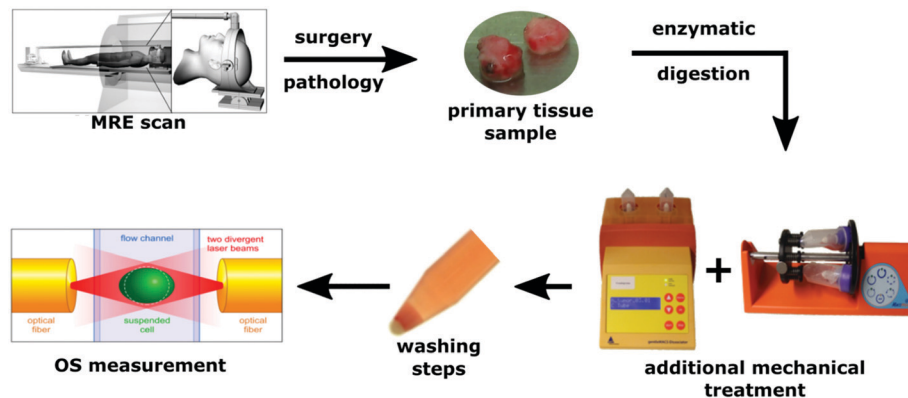 MRE scan
surgery
pathology
primary tissue
sample
enzymatic
digestion
additional mechanical
treatment
+
washing
steps
OS measurement
flow channel
two divergent
laser beams
optical
fiber
suspended
cell
optical
fiber